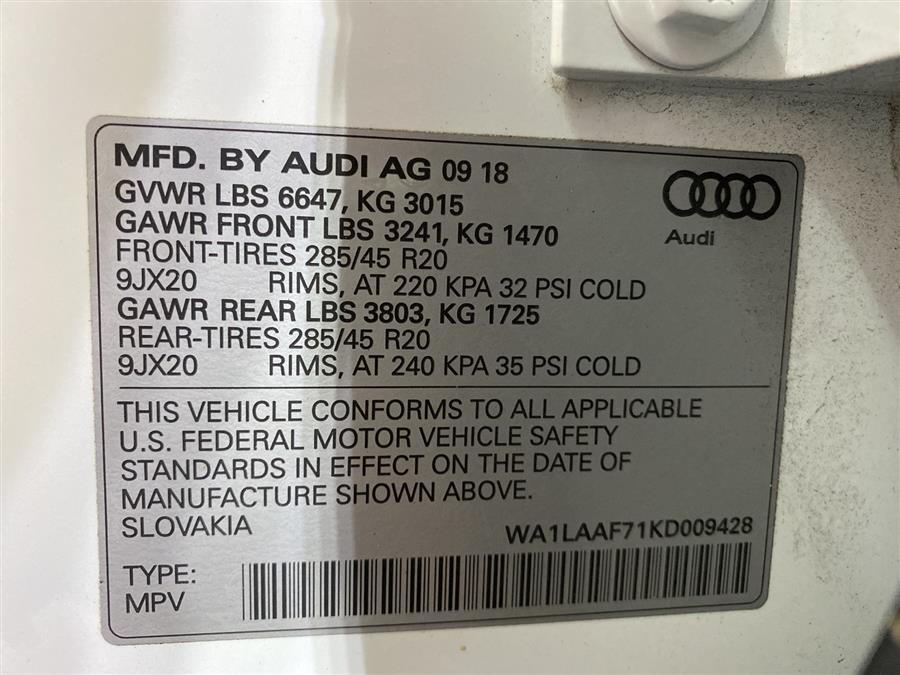 MFD. BY AUDI AG 09 18
GVWR LBS 6647, KG 3015
GAWR FRONT LBS 3241, KG 1470
FRONT-TIRES 285/45 R20
9JX20 RIMS, AT 220 KPA 32 PSI COLD
GAWR REAR LBS 3803, KG 1725
REAR-TIRES 285/45 R20
9JX20 RIMS, AT 240 KPA 35 PSI COLD
Audi
THIS VEHICLE CONFORMS TO ALL APPLICABLE
U.S. FEDERAL MOTOR VEHICLE SAFETY
STANDARDS IN EFFECT ON THE DATE OF
MANUFACTURE SHOWN ABOVE.
SLOVAKIA
WA1LAAF71KD009428
TYPE:
MPV